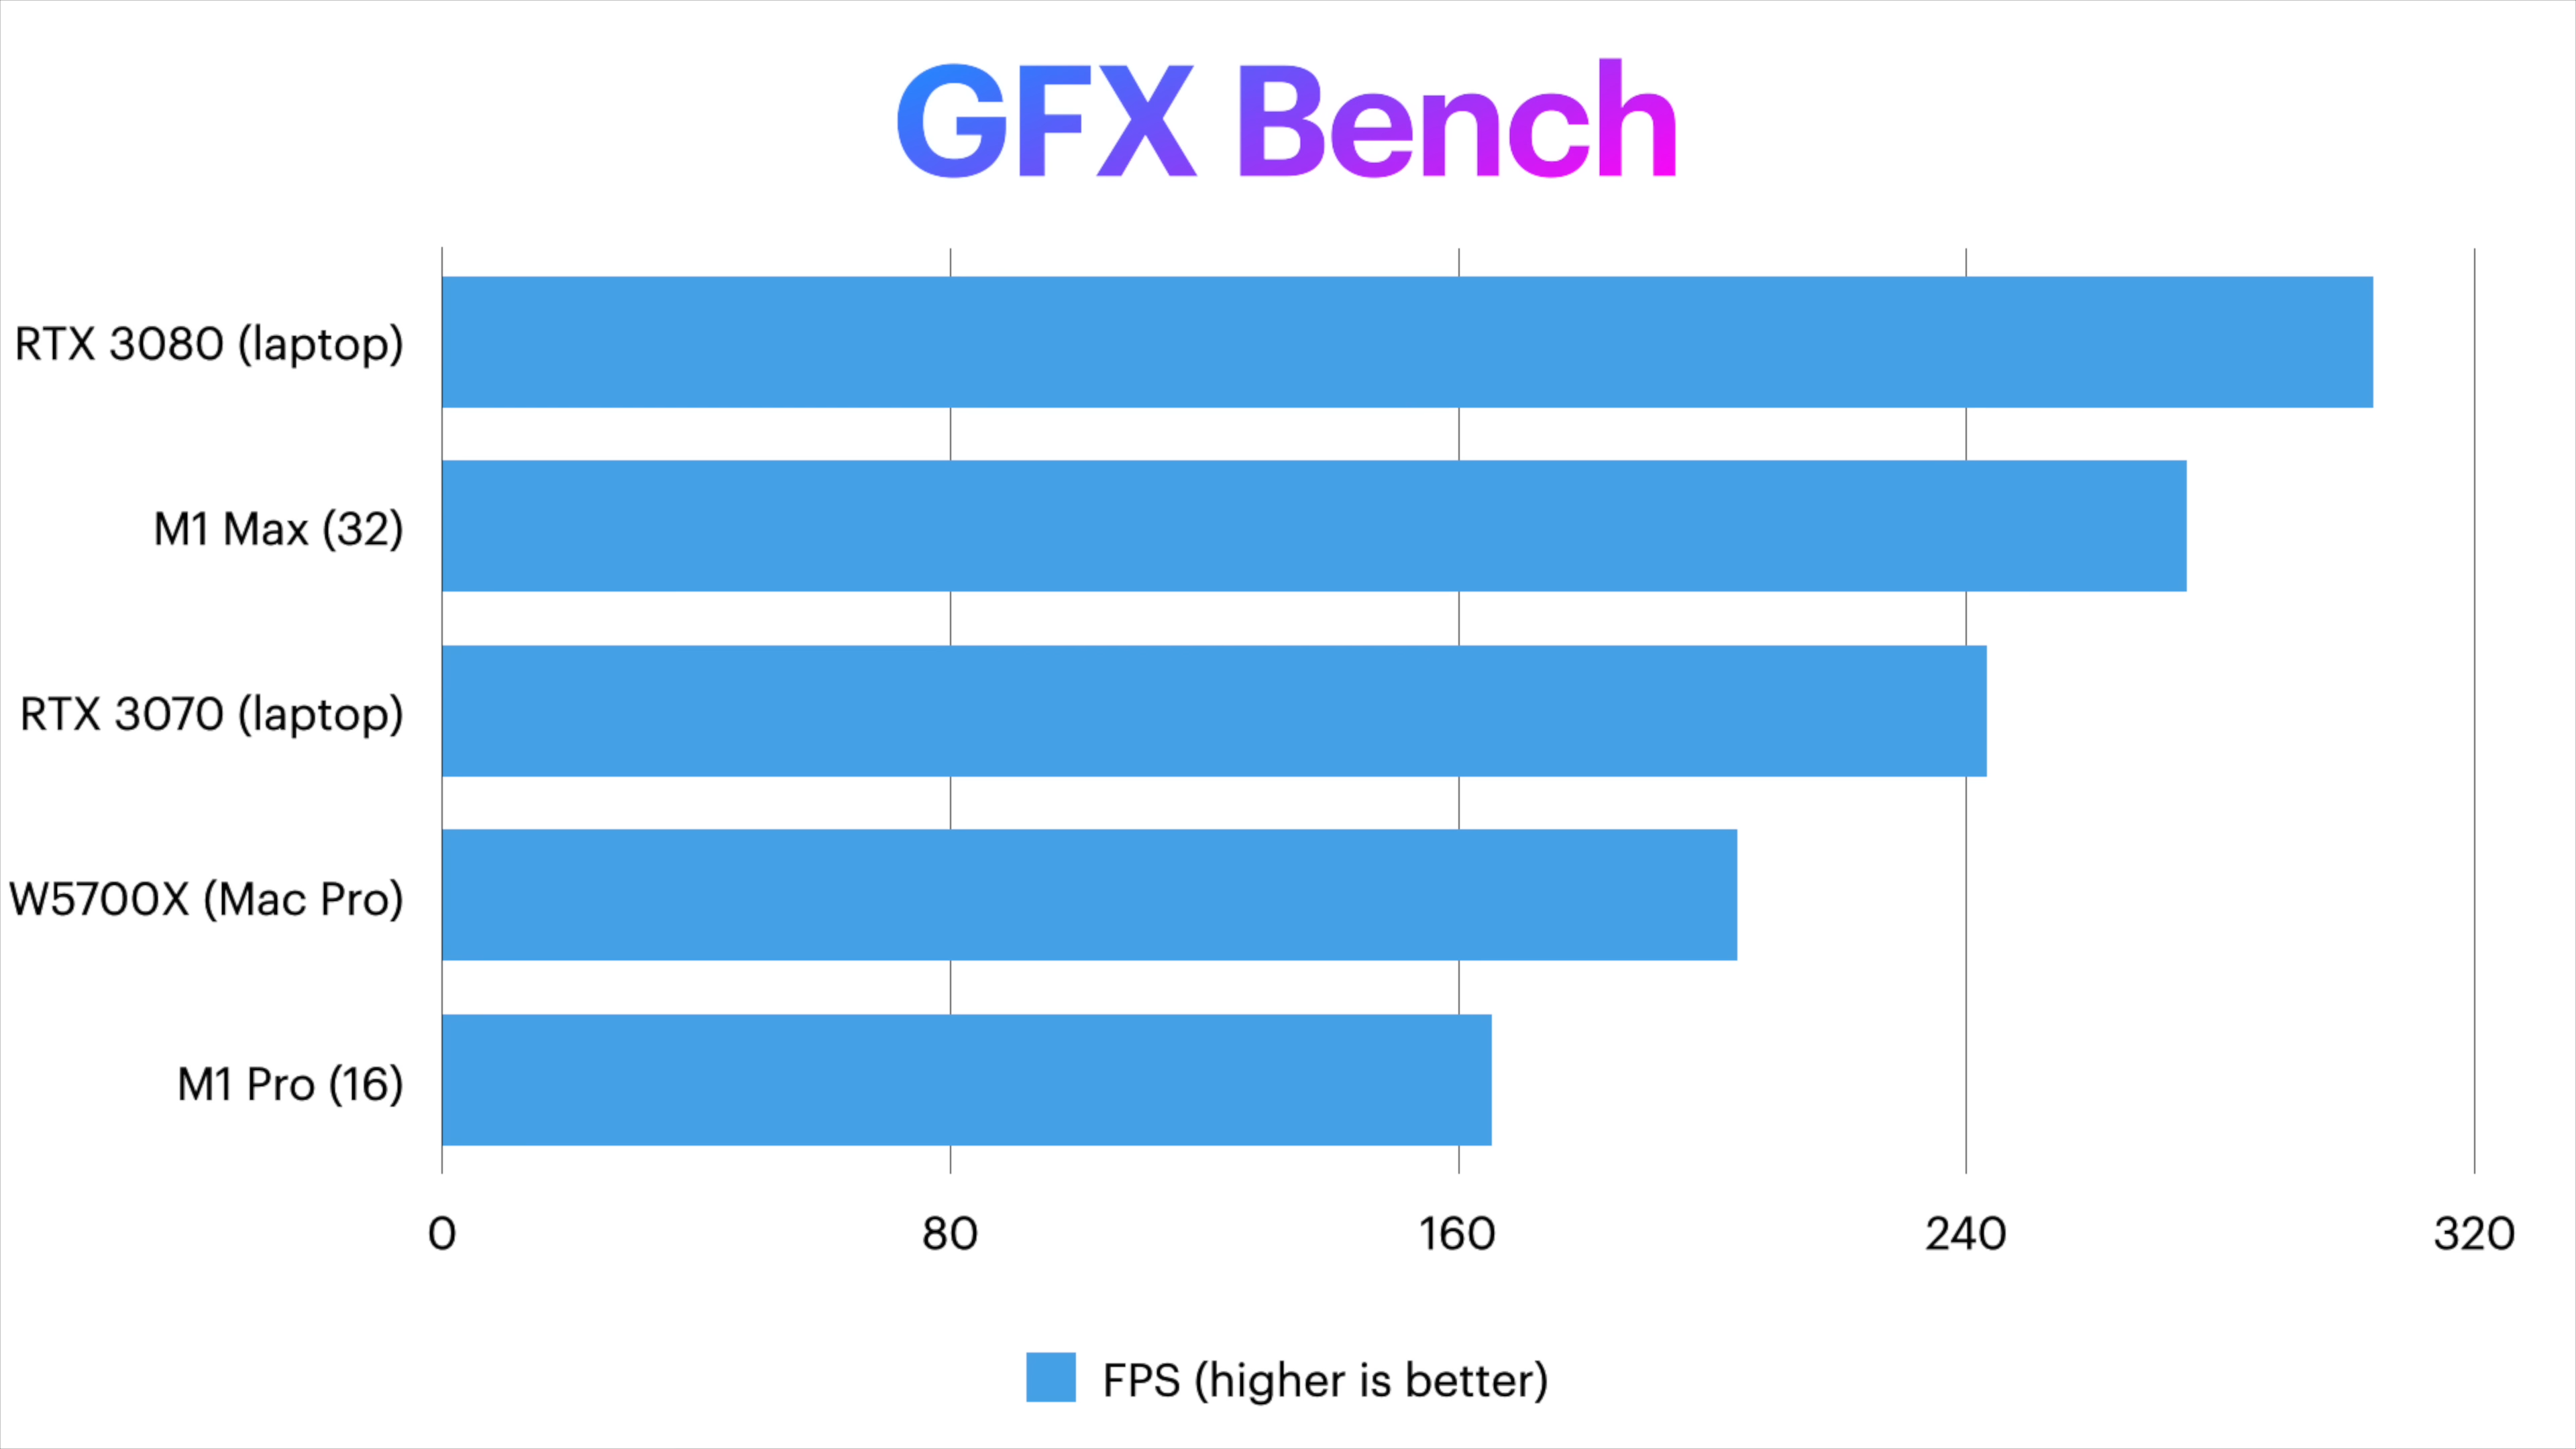 GFX Bench
RTX 3080 (laptop)
M1 Max (32)
RTX 3070 (laptop)
W5700X (Mac Pro)
M1 Pro (16)
0 80 160 240 320
FPS (higher is better)